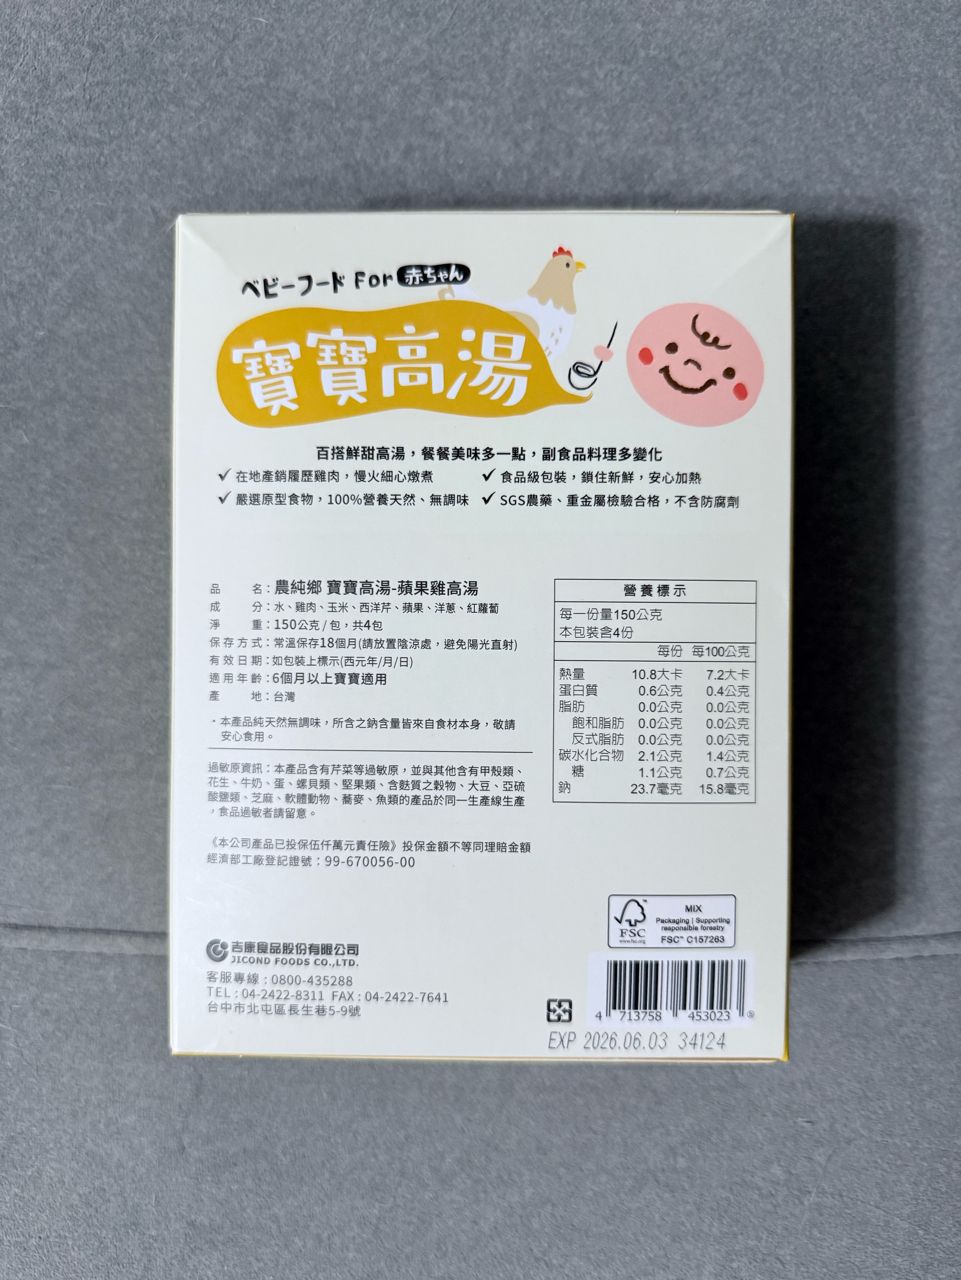 ベビーフード For 赤ちゃん
寶寶高湯
百搭鮮甜高湯，餐餐美味多一點，副食品料理多變化
✓ 在地產銷履歷雞肉，慢火細心燉煮
✓ 食品級包裝，鎖住新鮮，安心加熱
✓ 嚴選原型食物，100%營養天然、無調味
✓ SGS農藥、重金屬檢驗合格，不含防腐劑
品名：農純鄉 寶寶高湯-蘋果雞高湯
成分：水、雞肉、玉米、西洋芹、蘋果、洋蔥、紅蘿蔔
淨重：150公克 / 包，共4包
保存方式：常溫保存18個月(請放置陰涼處，避免陽光直射)
有效日期：如包裝上標示(西元年/月/日)
適用年齡：6個月以上寶寶適用
產地：台灣
・本產品純天然無調味，所含之鈉含量皆來自食材本身，敬請
安心食用。
過敏原資訊：本產品含有芹菜等過敏原，並與其他含有甲殼類、
花生、牛奶、蛋、螺貝類、堅果類、含麩質之穀物、大豆、亞硫
酸鹽類、芝麻、軟體動物、蕎麥、魚類的產品於同一生產線生產
，食品過敏者請留意。
《本公司產品已投保伍仟萬元責任險》投保金額不等同理賠金額
經濟部工廠登記證號：99-670056-00
營養標示
每一份量150公克
本包裝含4份
每份 每100公克
熱量 10.8大卡 7.2大卡
蛋白質 0.6公克 0.4公克
脂肪 0.0公克 0.0公克
飽和脂肪 0.0公克 0.0公克
反式脂肪 0.0公克 0.0公克
碳水化合物 2.1公克 1.4公克
糖 1.1公克 0.7公克
鈉 23.7毫克 15.8毫克
吉康食品股份有限公司
JICOND FOODS CO.,LTD.
客服專線：0800-435288
TEL：04-2422-8311 FAX：04-2422-7641
台中市北屯區長生巷5-9號
FSC
www.fsc.org
MIX
Packaging | Supporting
responsible forestry
FSC™ C157263
4 713758 453023
EXP 2026.06.03 34124